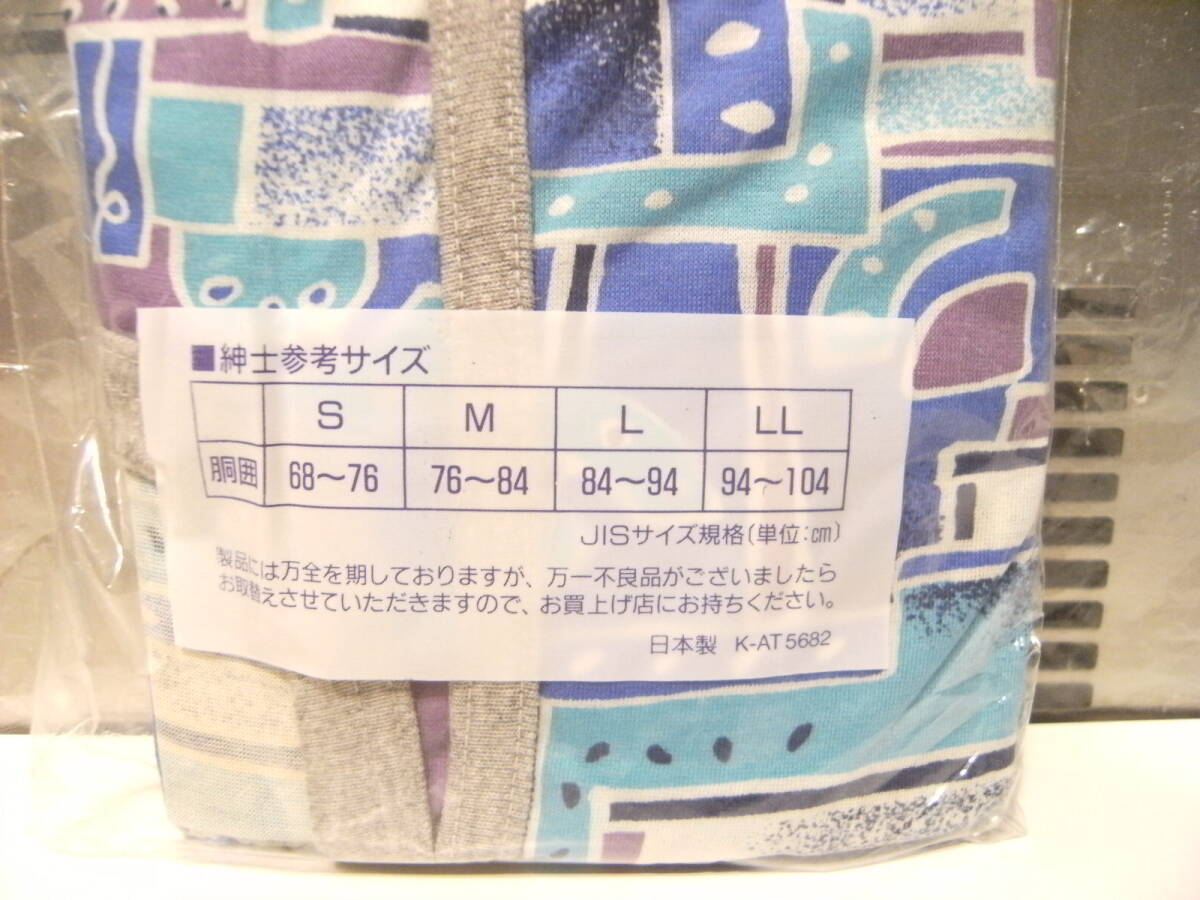 ■紳士参考サイズ
S M L LL
胴囲 68〜76 76〜84 84〜94 94〜104
JISサイズ規格(単位:cm)
製品には万全を期しておりますが、万一不良品がございましたら
お取替えさせていただきますので、お買上げ店にお持ちください。
日本製 K-AT5682